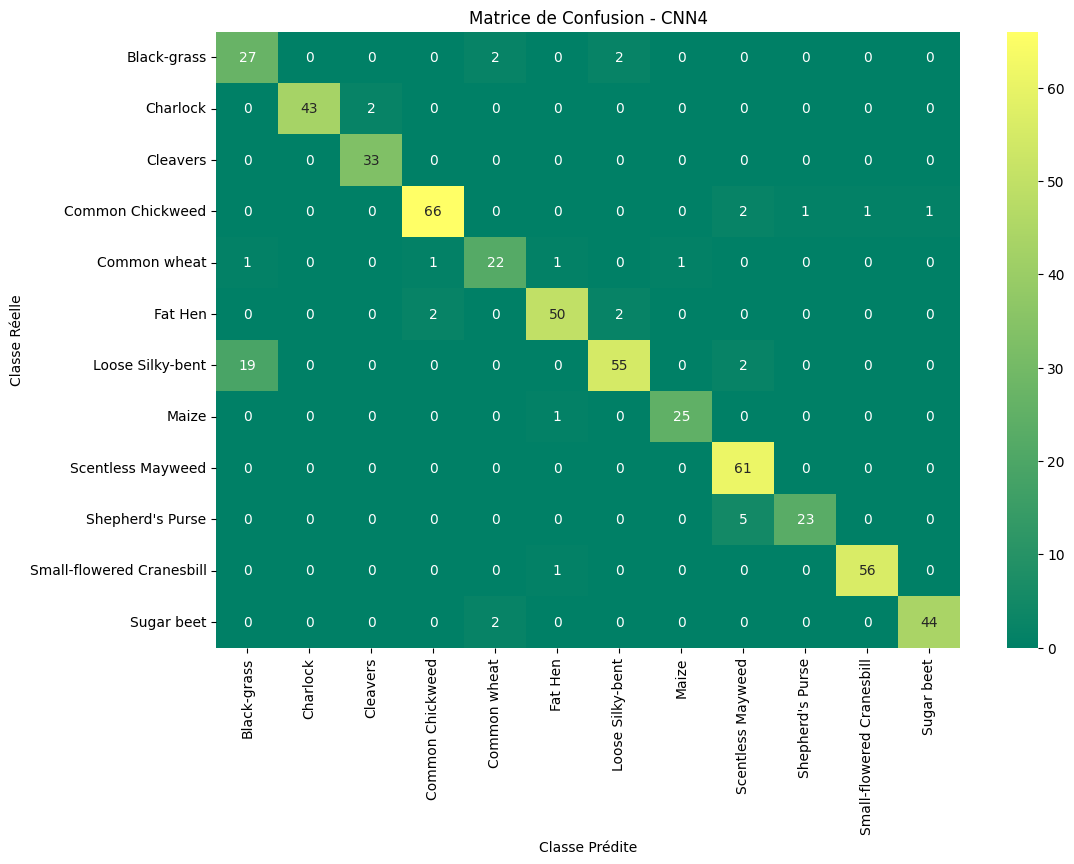 Matrice de Confusion - CNN4
Classe Réelle
Black-grass 27 0 0 0 2 0 2 0 0 0 0 0
Charlock 0 43 2 0 0 0 0 0 0 0 0 0
Cleavers 0 0 33 0 0 0 0 0 0 0 0 0
Common Chickweed 0 0 0 66 0 0 0 0 2 1 1 1
Common wheat 1 0 0 1 22 1 0 1 0 0 0 0
Fat Hen 0 0 0 2 0 50 2 0 0 0 0 0
Loose Silky-bent 19 0 0 0 0 0 55 0 2 0 0 0
Maize 0 0 0 0 0 1 0 25 0 0 0 0
Scentless Mayweed 0 0 0 0 0 0 0 0 61 0 0 0
Shepherd's Purse 0 0 0 0 0 0 0 0 5 23 0 0
Small-flowered Cranesbill 0 0 0 0 0 1 0 0 0 0 56 0
Sugar beet 0 0 0 0 2 0 0 0 0 0 0 44
Black-grass
Charlock
Cleavers
Common Chickweed
Common wheat
Fat Hen
Loose Silky-bent
Maize
Scentless Mayweed
Shepherd's Purse
Small-flowered Cranesbill
Sugar beet
Classe Prédite
60
50
40
30
20
10
0